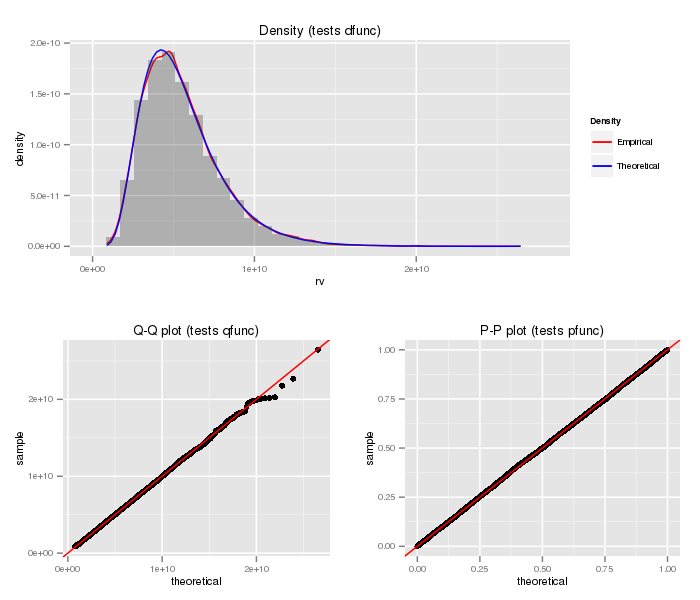 Density (tests dfunc)
2.0e-10
1.5e-10
1.0e-10
5.0e-11
0.0e+00
density
0e+00
1e+10
2e+10
rv
Density
Empirical
Theoretical
Q-Q plot (tests qfunc)
2e+10
1e+10
0e+00
sample
0e+00
1e+10
2e+10
theoretical
P-P plot (tests pfunc)
1.00
0.75
0.50
0.25
0.00
sample
0.00
0.25
0.50
0.75
1.00
theoretical